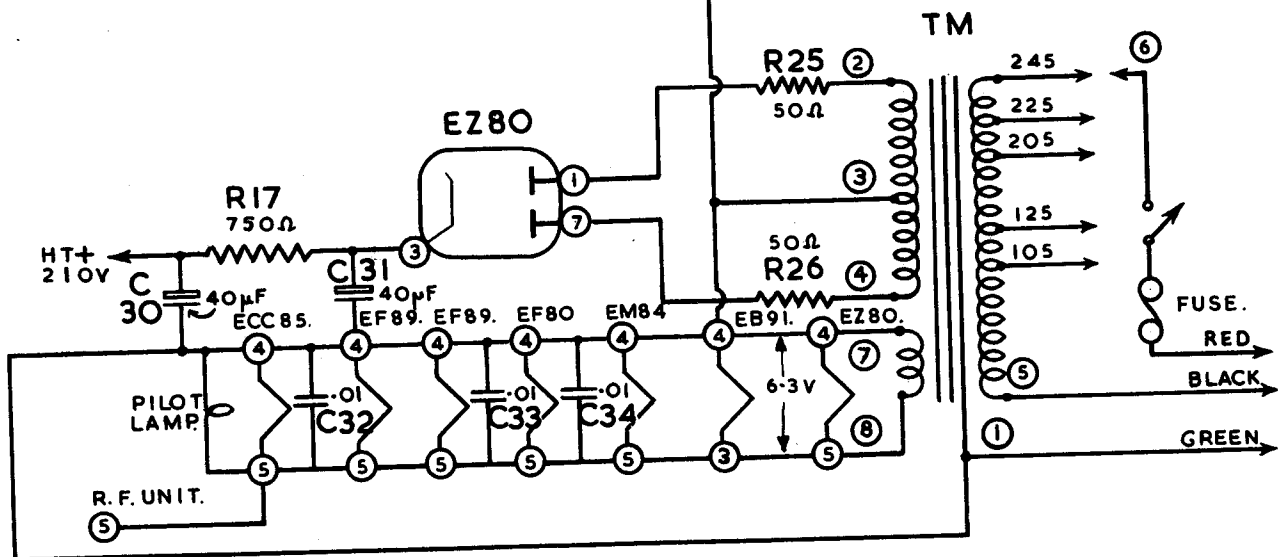 TM
6
245
R25
2
50Ω
225
EZ80
205
1
3
R17
750Ω
7
125
50Ω
HT+
210V
3
C31
40µF
R26
4
105
C
30
40µF
FUSE.
ECC85.
EF89.
EF89.
EF80
EM84
EB91.
EZ80.
4
4
4
4
4
4
4
7
RED
5
BLACK
PILOT
LAMP.
.01
C32
.01
C33
.01
C34
6.3V
8
1
GREEN
5
5
5
5
5
3
5
R.F. UNIT.
5